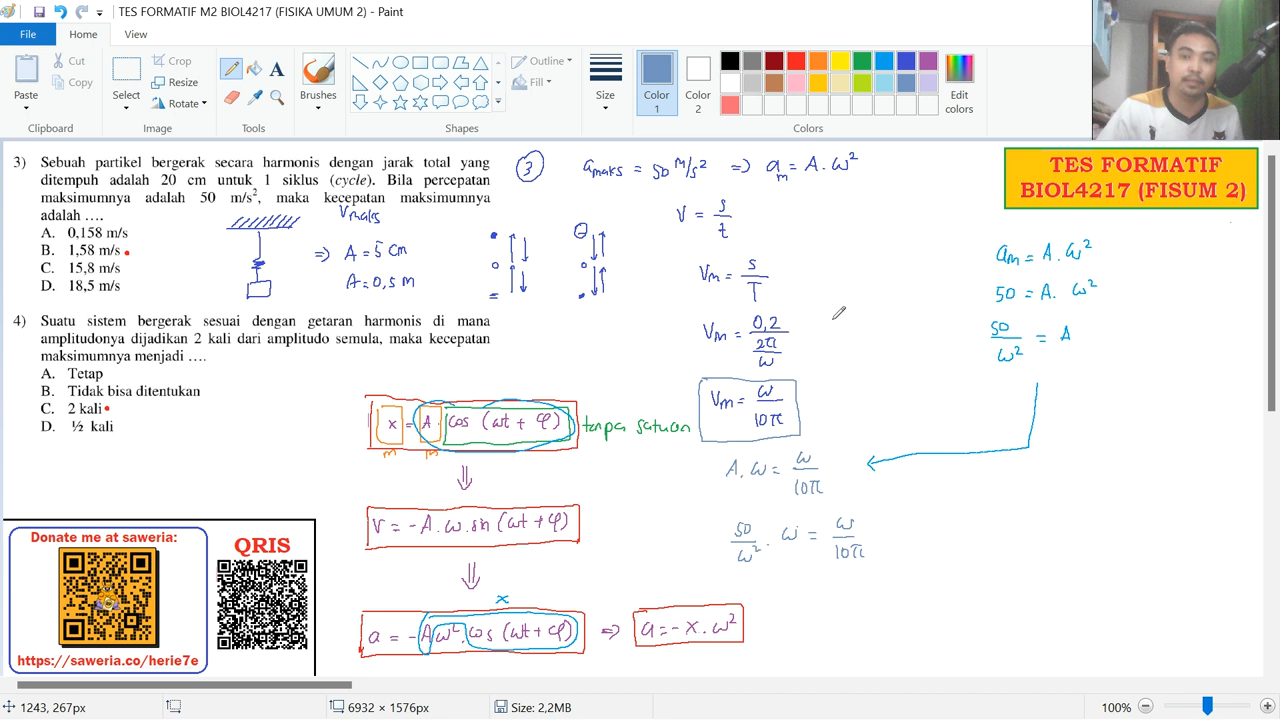 TES FORMATIF M2 BIOL4217 (FISIKA UMUM 2) - Paint
File
Home
View
Paste
Cut
Copy
Clipboard
Select
Crop
Resize
Rotate
Image
Tools
Brushes
Shapes
Outline
Fill
Size
Color 1
Color 2
Edit colors
Colors
3) Sebuah partikel bergerak secara harmonis dengan jarak total yang
ditempuh adalah 20 cm untuk 1 siklus (cycle). Bila percepatan
maksimumnya adalah 50 m/s², maka kecepatan maksimumnya
adalah ….
Vmaks
A. 0,158 m/s
B. 1,58 m/s
C. 15,8 m/s
D. 18,5 m/s
⇒ A = 5 cm
A = 0,5 m
4) Suatu sistem bergerak sesuai dengan getaran harmonis di mana
amplitudonya dijadikan 2 kali dari amplitudo semula, maka kecepatan
maksimumnya menjadi ….
A. Tetap
B. Tidak bisa ditentukan
C. 2 kali
D. ½ kali
3
amaks = 50 m/s² ⇒ am = A.ω²
V = s/t
Vm = s/T
Vm = 0,2 / (2π/ω)
Vm = ω/10π
A.ω = ω/10π
50/ω² . ω = ω/10π
x = A. cos (ωt + φ) tanpa satuan
m m
⇓
V = -A.ω.sin (ωt + φ)
⇓
x
a = -Aω².cos (ωt + φ) ⇒ a = -x.ω²
TES FORMATIF
BIOL4217 (FISUM 2)
am = A.ω²
50 = A. ω²
50/ω² = A
Donate me at saweria:
https://saweria.co/herie7e
QRIS
1243, 267px
6932 × 1576px
Size: 2,2MB
100%